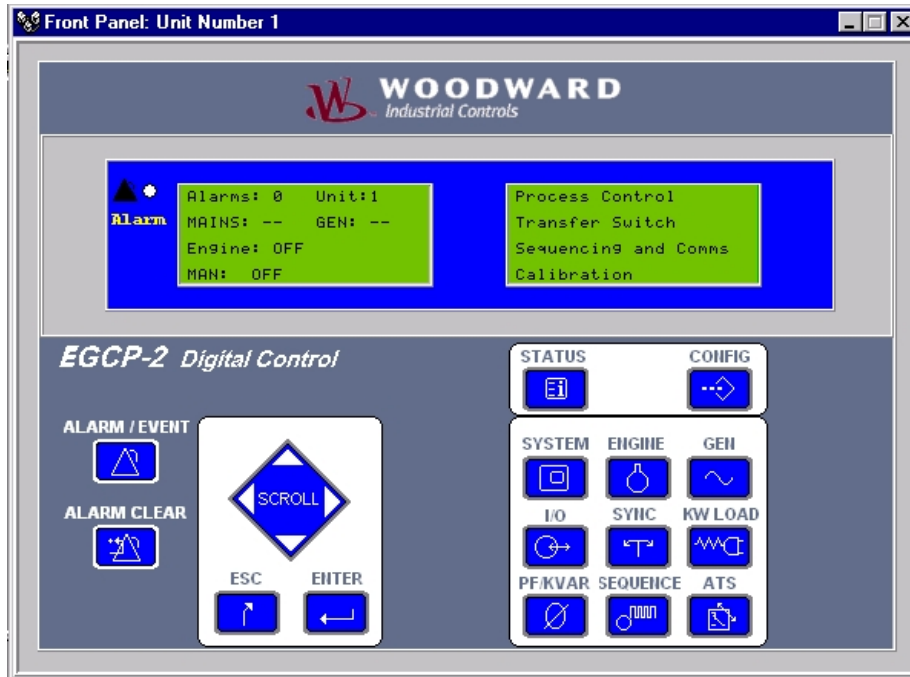 Front Panel: Unit Number 1
WOODWARD
Industrial Controls
Alarm
Alarms: 0 Unit:1
MAINS: -- GEN: --
Engine: OFF
MAN: OFF
Process Control
Transfer Switch
Sequencing and Comms
Calibration
EGCP-2 Digital Control
STATUS CONFIG
ALARM / EVENT
ALARM CLEAR
SCROLL
ESC ENTER
SYSTEM ENGINE GEN
I/O SYNC KW LOAD
PF/KVAR SEQUENCE ATS